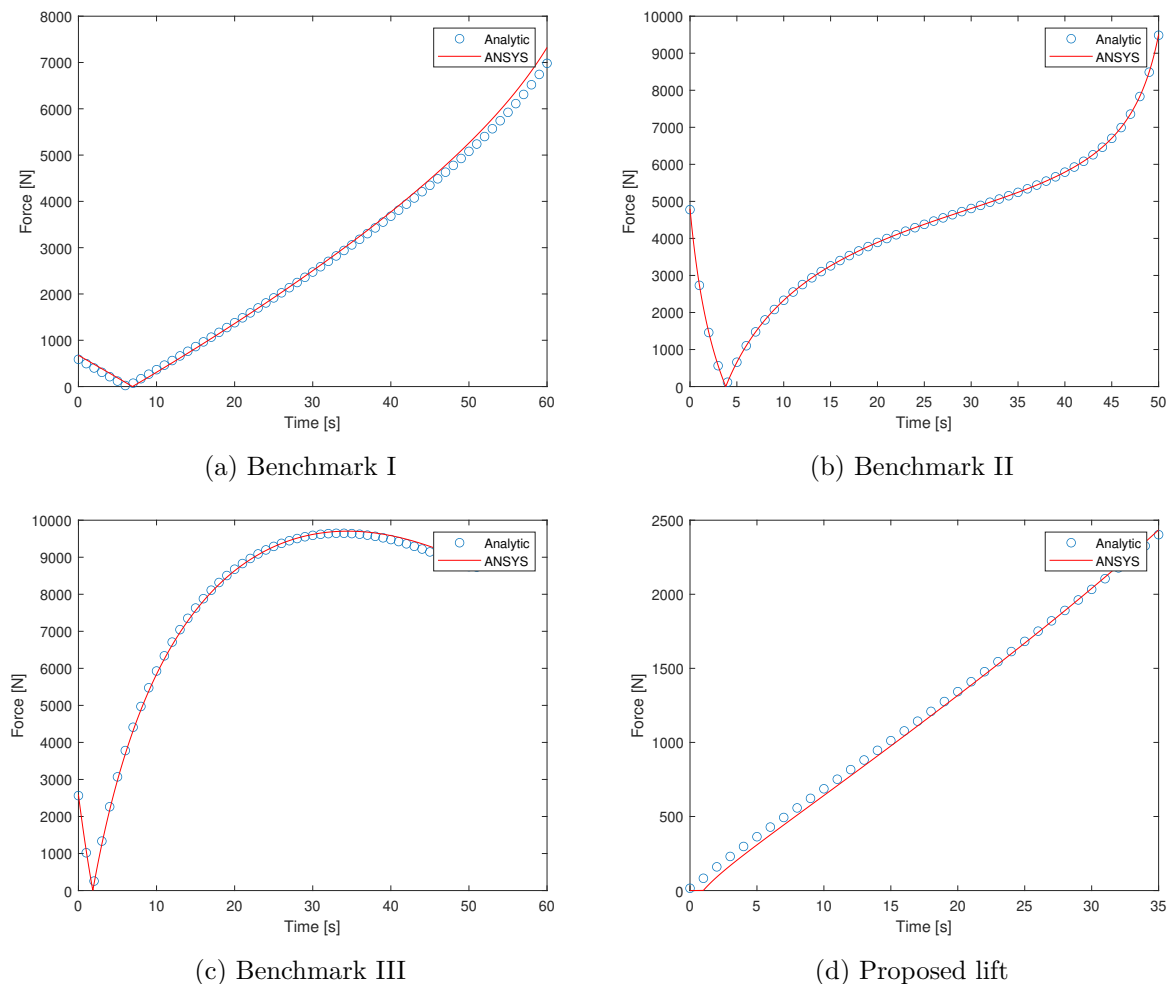 8000
7000
6000
5000
4000
3000
2000
1000
0
Force [N]
Analytic
ANSYS
0 10 20 30 40 50 60
Time [s]
(a) Benchmark I
10000
9000
8000
7000
6000
5000
4000
3000
2000
1000
0
Force [N]
Analytic
ANSYS
0 5 10 15 20 25 30 35 40 45 50
Time [s]
(b) Benchmark II
10000
9000
8000
7000
6000
5000
4000
3000
2000
1000
0
Force [N]
Analytic
ANSYS
0 10 20 30 40 50 60
Time [s]
(c) Benchmark III
2500
2000
1500
1000
500
0
Force [N]
Analytic
ANSYS
0 5 10 15 20 25 30 35
Time [s]
(d) Proposed lift